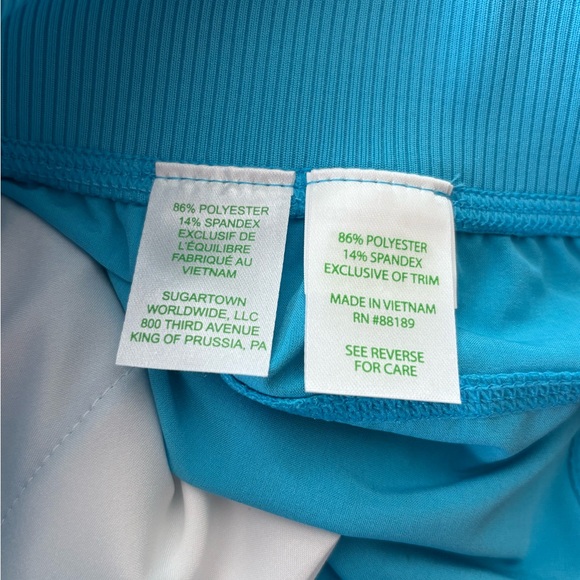 86% POLYESTER
14% SPANDEX
EXCLUSIF DE
L'ÉQUILIBRE
FABRIQUÉ AU
VIETNAM
SUGARTOWN
WORLDWIDE, LLC
800 THIRD AVENUE
KING OF PRUSSIA, PA
86% POLYESTER
14% SPANDEX
EXCLUSIVE OF TRIM
MADE IN VIETNAM
RN #88189
SEE REVERSE
FOR CARE